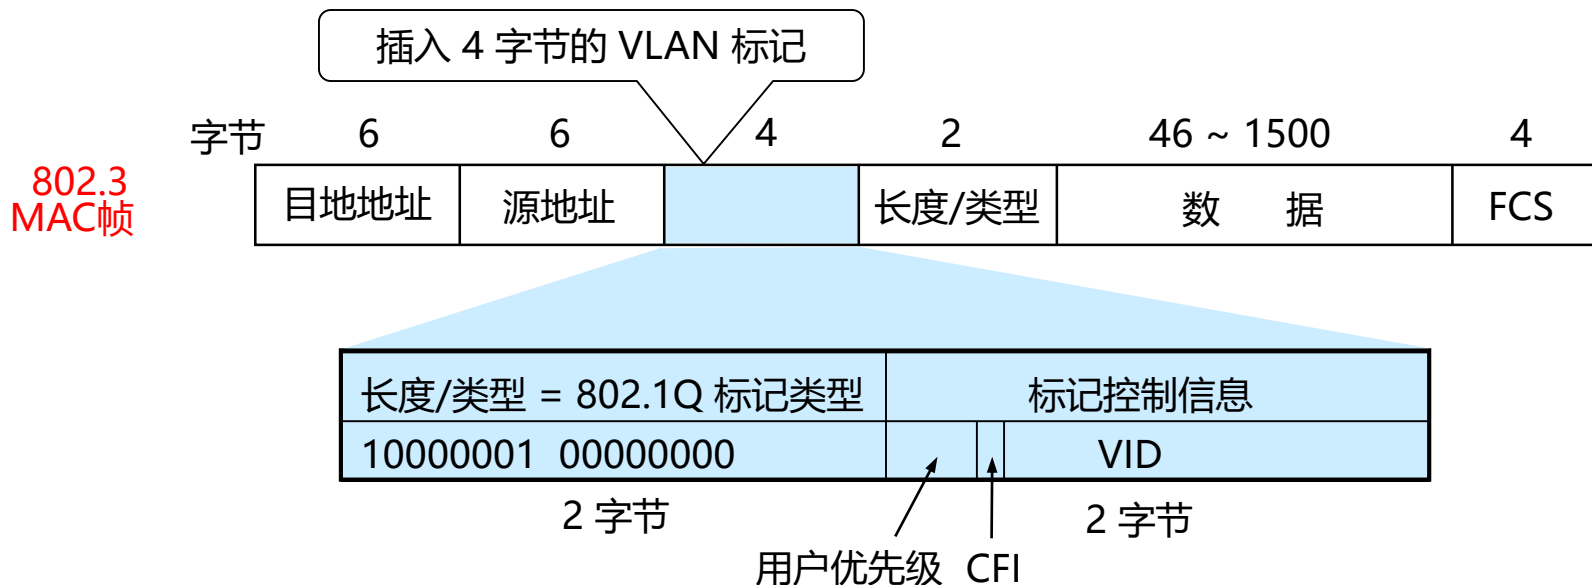 插入 4 字节的 VLAN 标记
字节 6 6 4 2 46 ~ 1500 4
802.3
MAC帧
目地地址 源地址 长度/类型 数 据 FCS
长度/类型 = 802.1Q 标记类型 标记控制信息
10000001 00000000 VID
2 字节 2 字节
用户优先级 CFI